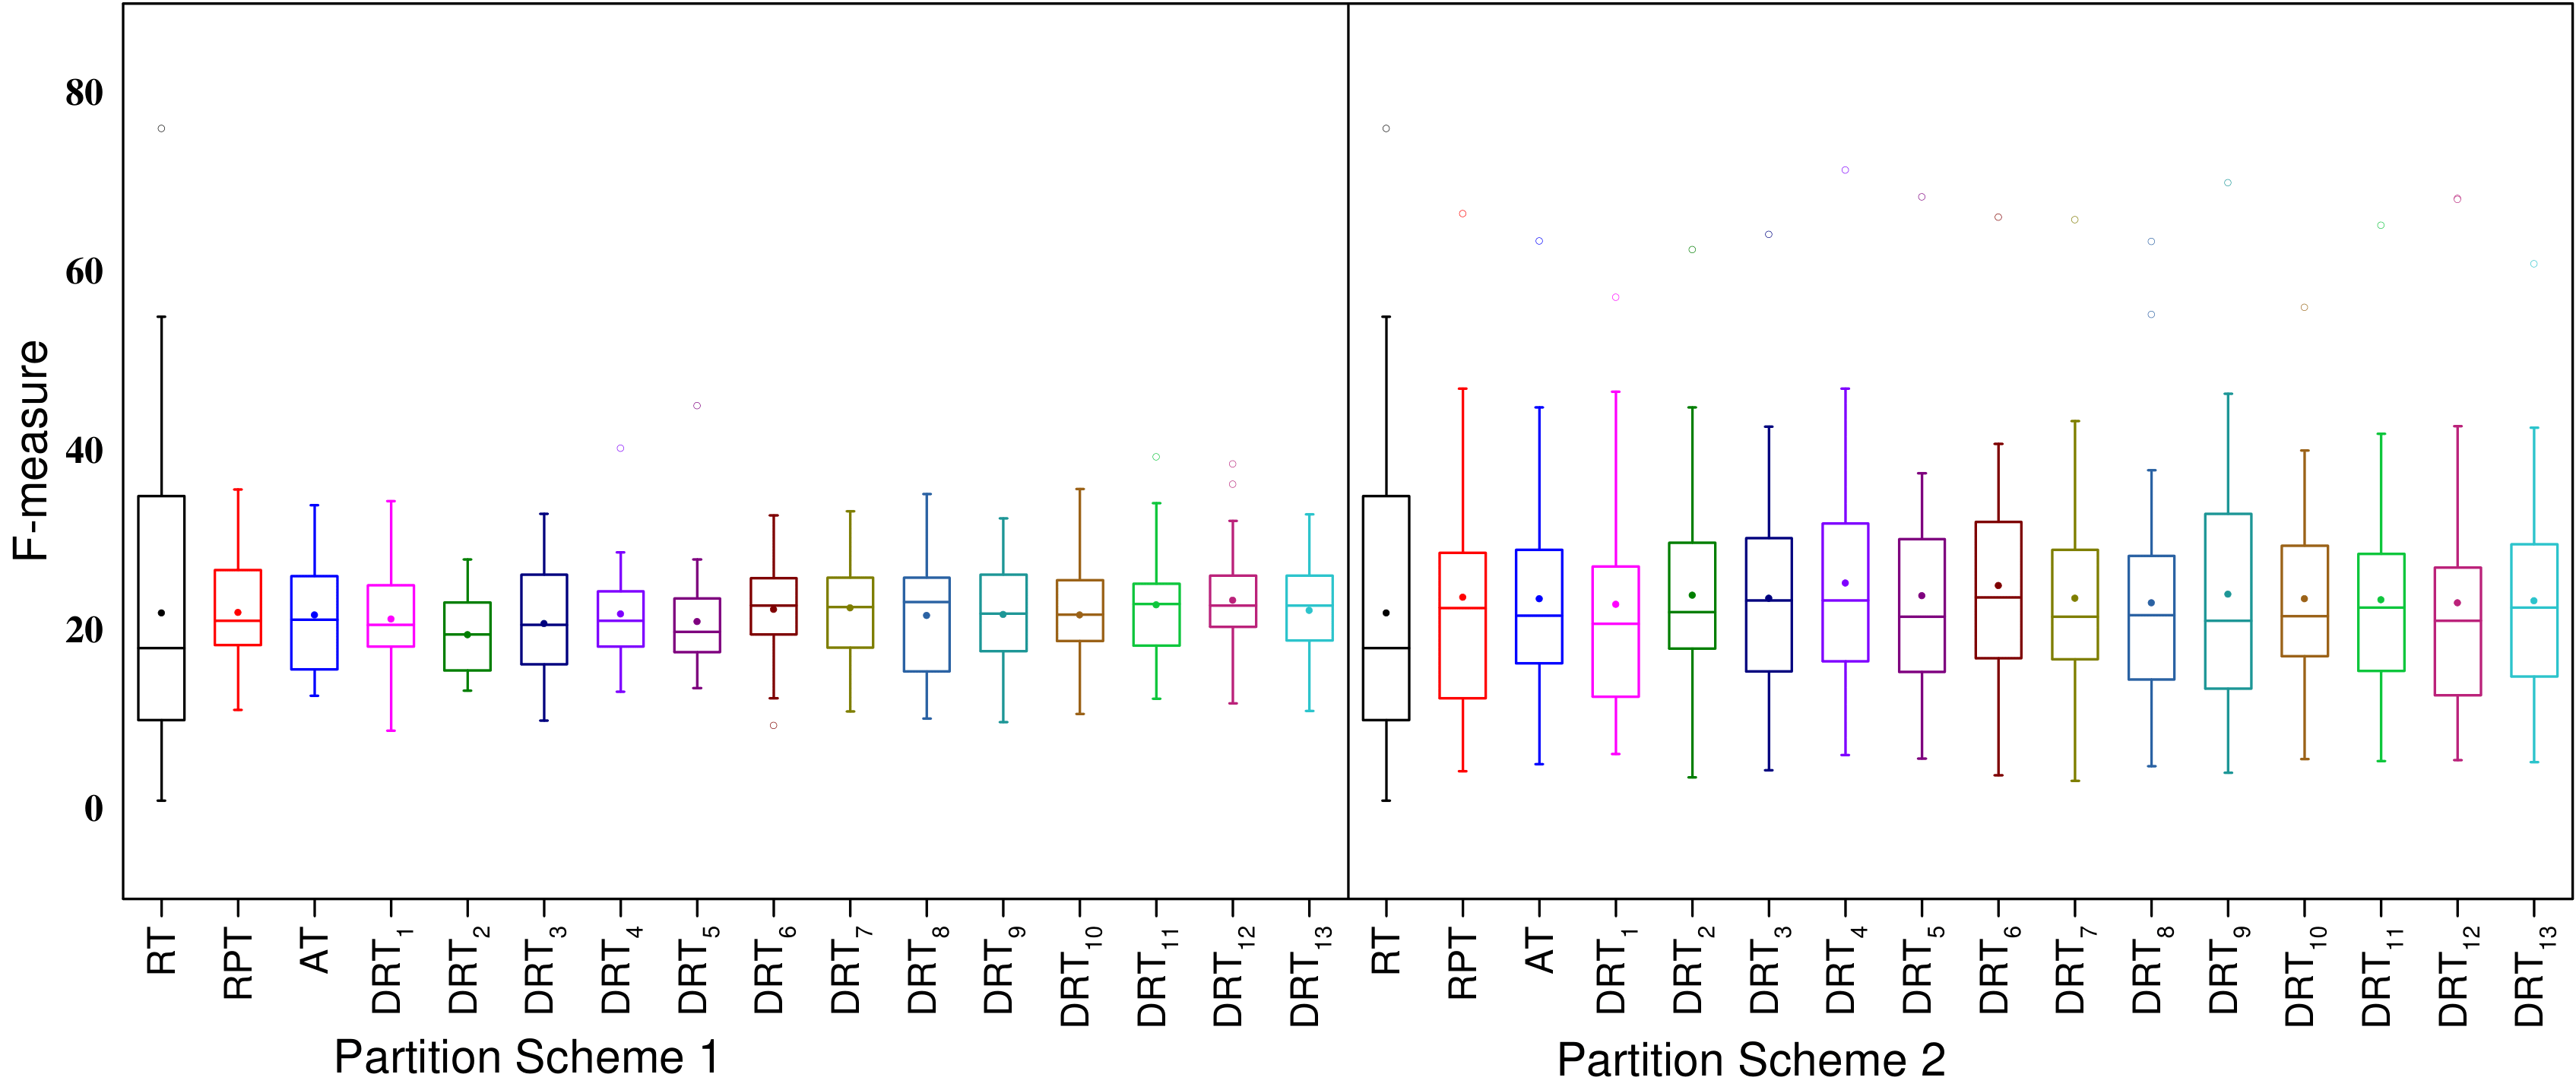 F-measure
80
60
40
20
0
RT RPT AT DRT1 DRT2 DRT3 DRT4 DRT5 DRT6 DRT7 DRT8 DRT9 DRT10 DRT11 DRT12 DRT13 RT RPT AT DRT1 DRT2 DRT3 DRT4 DRT5 DRT6 DRT7 DRT8 DRT9 DRT10 DRT11 DRT12 DRT13
Partition Scheme 1 Partition Scheme 2